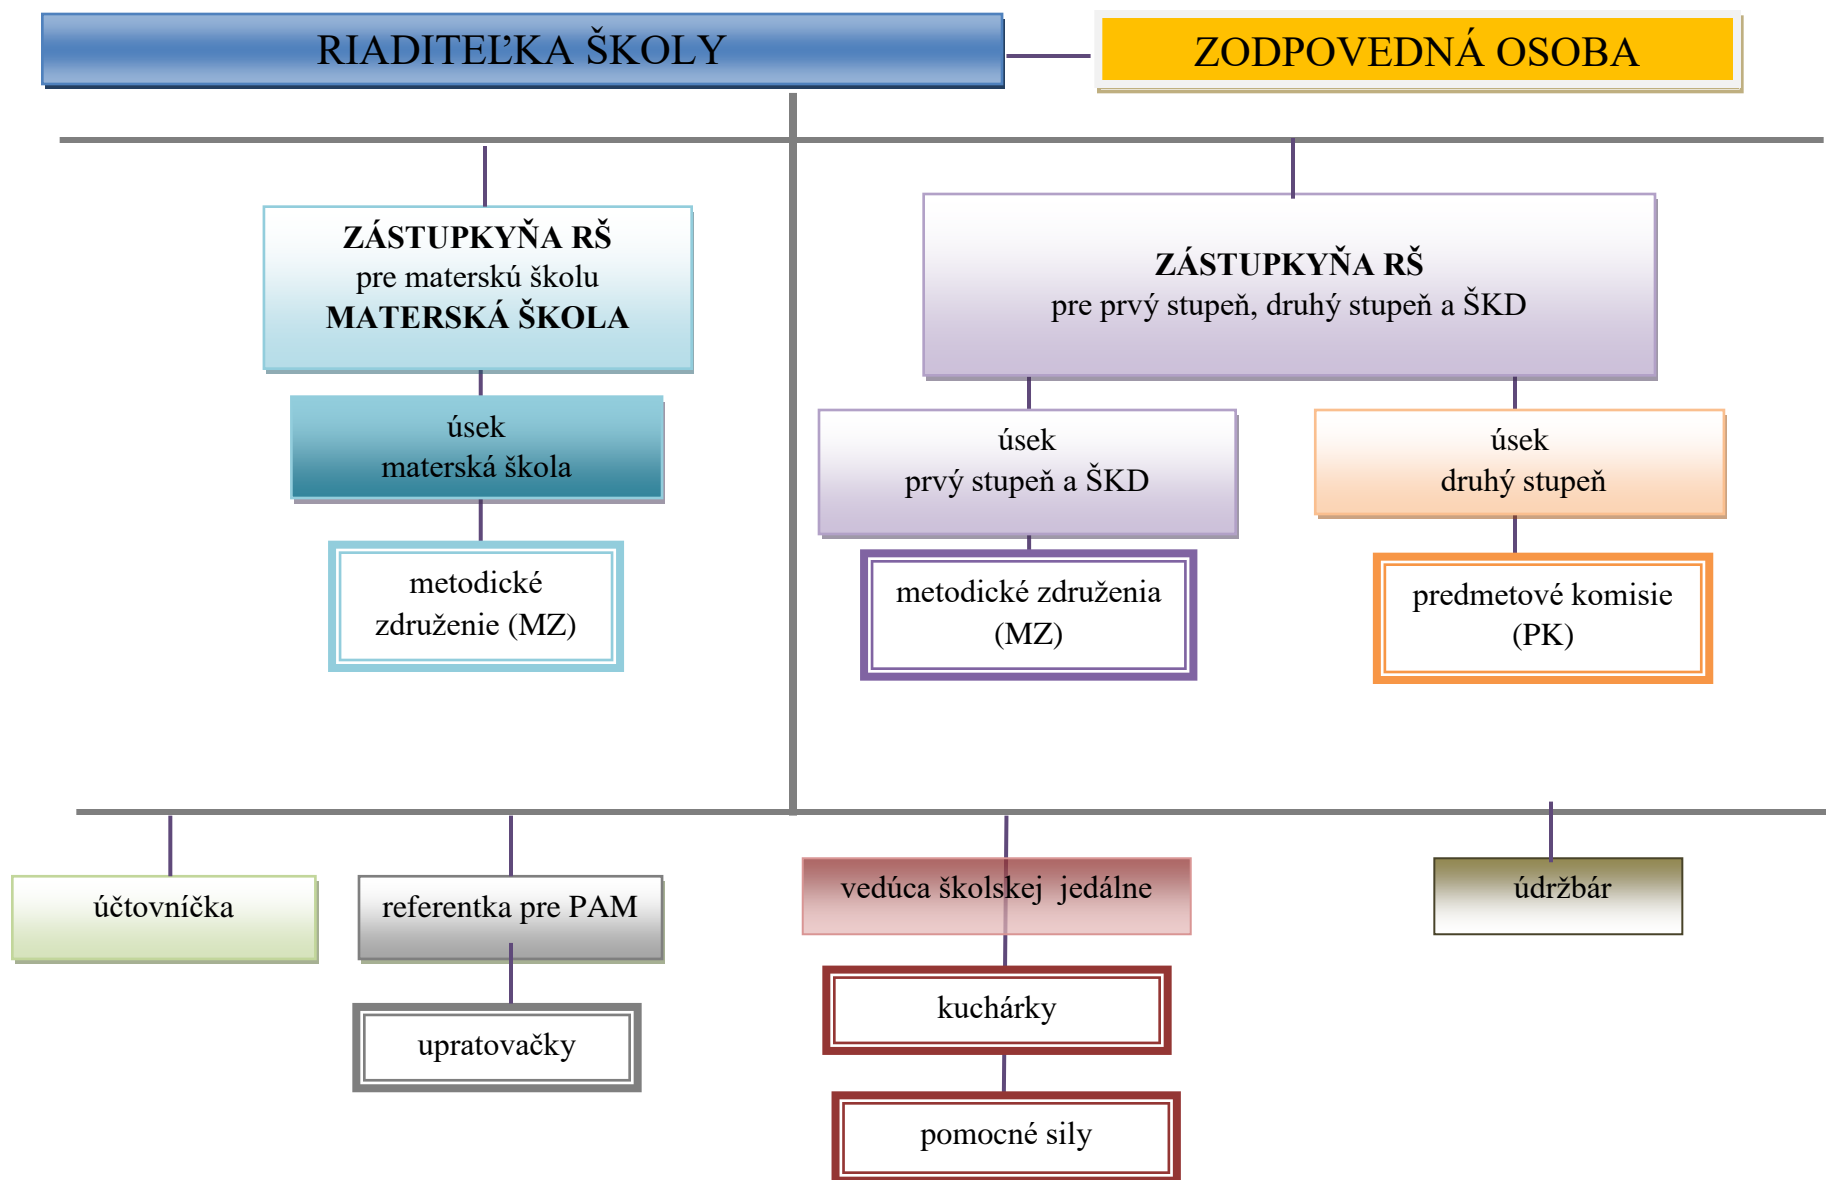 RIADITEĽKA ŠKOLY
ZODPOVEDNÁ OSOBA
ZÁSTUPKYŇA RŠ
pre materskú školu
MATERSKÁ ŠKOLA
ZÁSTUPKYŇA RŠ
pre prvý stupeň, druhý stupeň a ŠKD
úsek
materská škola
úsek
prvý stupeň a ŠKD
úsek
druhý stupeň
metodické
združenie (MZ)
metodické združenia
(MZ)
predmetové komisie
(PK)
účtovníčka
referentka pre PAM
vedúca školskej  jedálne
údržbár
upratovačky
kuchárky
pomocné sily